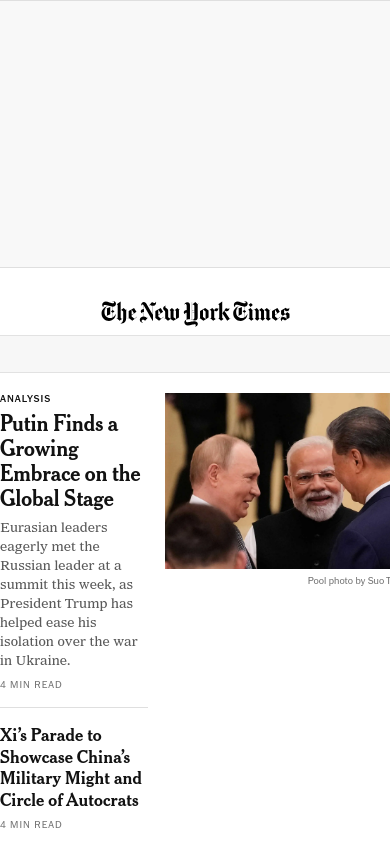 The New York Times
ANALYSIS
Putin Finds a
Growing
Embrace on the
Global Stage
Eurasian leaders
eagerly met the
Russian leader at a
summit this week, as
President Trump has
helped ease his
isolation over the war
in Ukraine.
4 MIN READ
Pool photo by Suo T
Xi’s Parade to
Showcase China’s
Military Might and
Circle of Autocrats
4 MIN READ